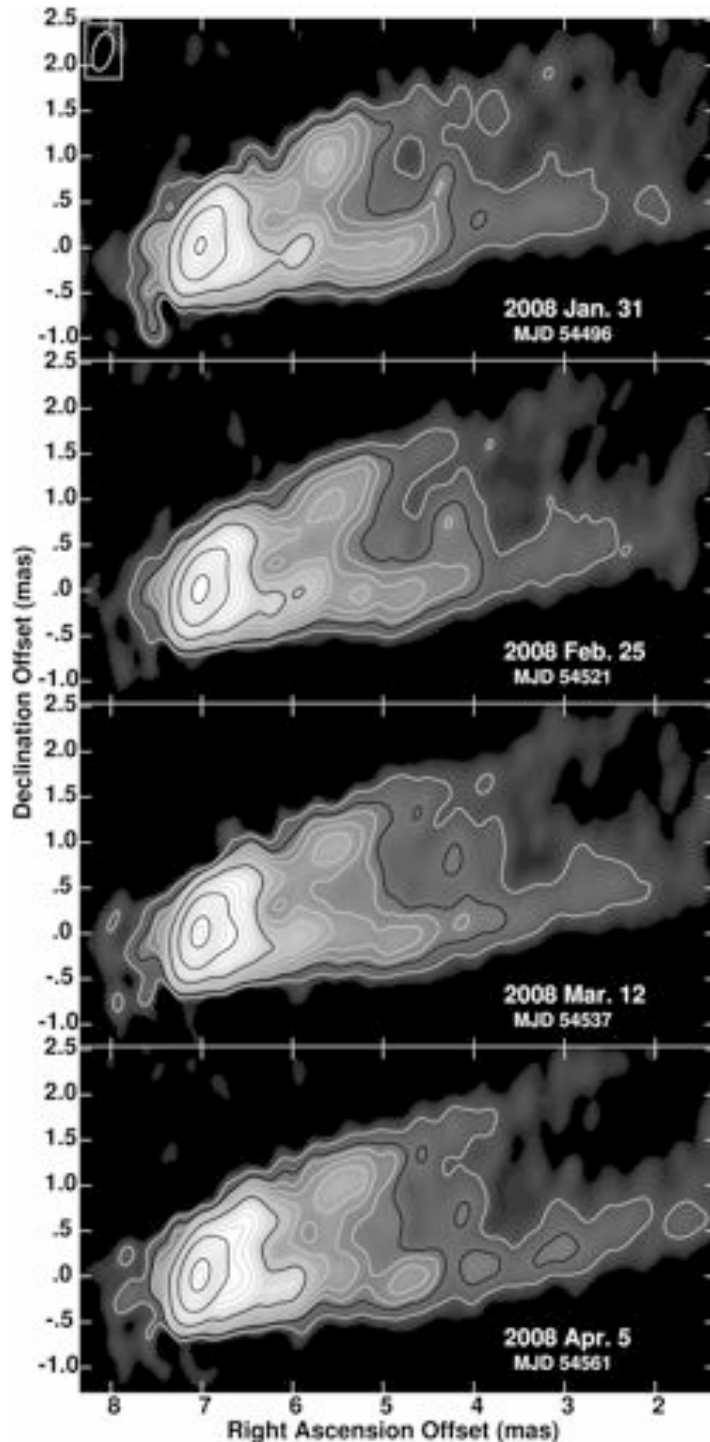 2.5
2.0
1.5
1.0
.5
.0
-.5
-1.0
2008 Jan. 31
MJD 54496
2.5
2.0
1.5
1.0
.5
.0
-.5
-1.0
2008 Feb. 25
MJD 54521
Declination Offset (mas)
2.5
2.0
1.5
1.0
.5
.0
-.5
-1.0
2008 Mar. 12
MJD 54537
2.5
2.0
1.5
1.0
.5
.0
-.5
-1.0
2008 Apr. 5
MJD 54561
8 7 6 5 4 3 2
Right Ascension Offset (mas)